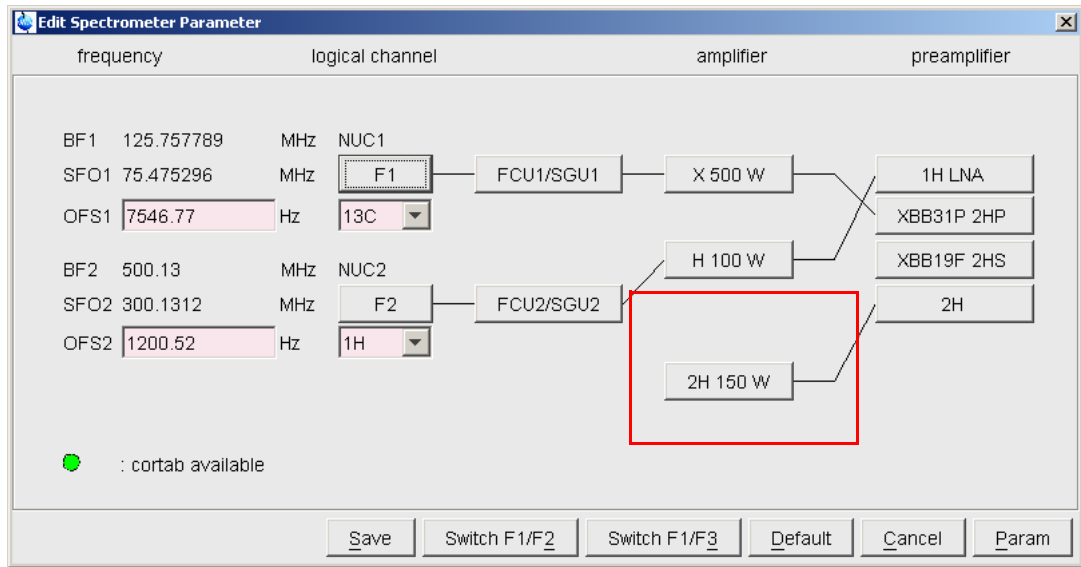 Edit Spectrometer Parameter
frequency logical channel amplifier preamplifier
BF1 125.757789 MHz NUC1
SFO1 75.475296 MHz F1 FCU1/SGU1 X 500 W 1H LNA
OFS1 7546.77 Hz 13C XBB31P 2HP
BF2 500.13 MHz NUC2 H 100 W XBB19F 2HS
SFO2 300.1312 MHz F2 FCU2/SGU2 2H
OFS2 1200.52 Hz 1H
2H 150 W
: cortab available
Save Switch F1/F2 Switch F1/F3 Default Cancel Param